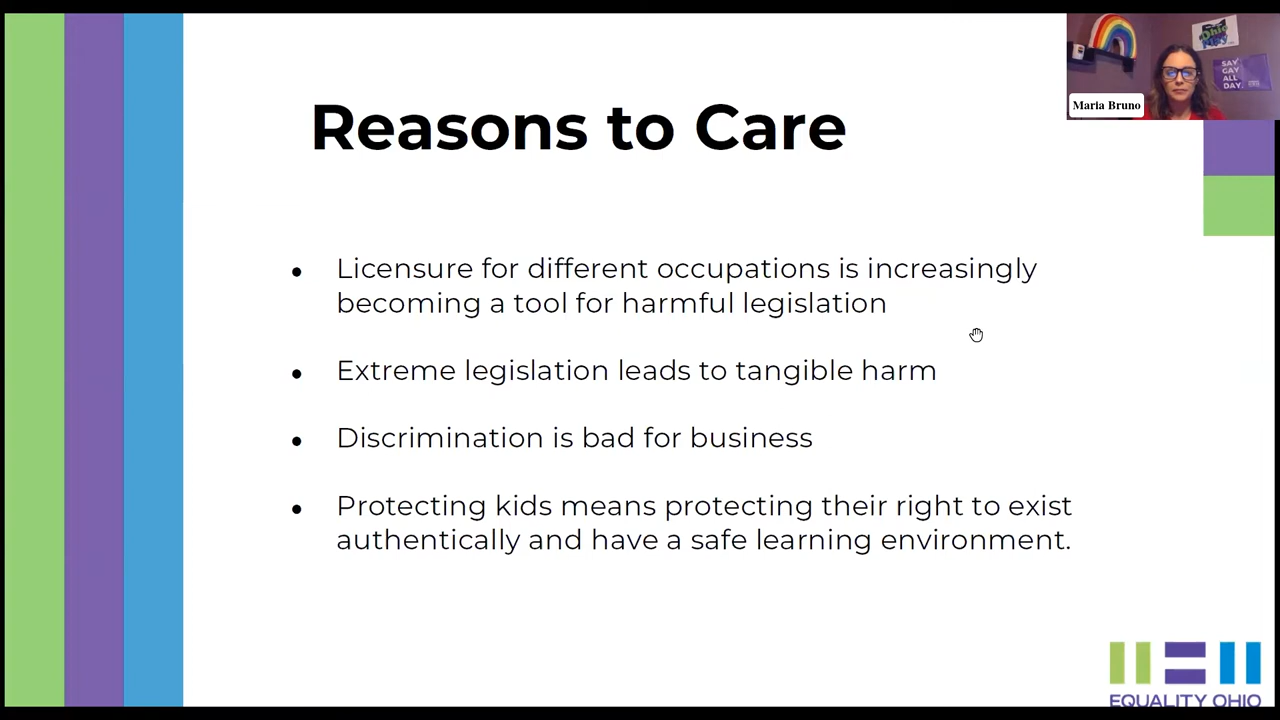 Reasons to Care
Ohio
SAY
GAY
ALL
DAY.
Maria Bruno
• Licensure for different occupations is increasingly
becoming a tool for harmful legislation
• Extreme legislation leads to tangible harm
• Discrimination is bad for business
• Protecting kids means protecting their right to exist
authentically and have a safe learning environment.
EQUALITY OHIO